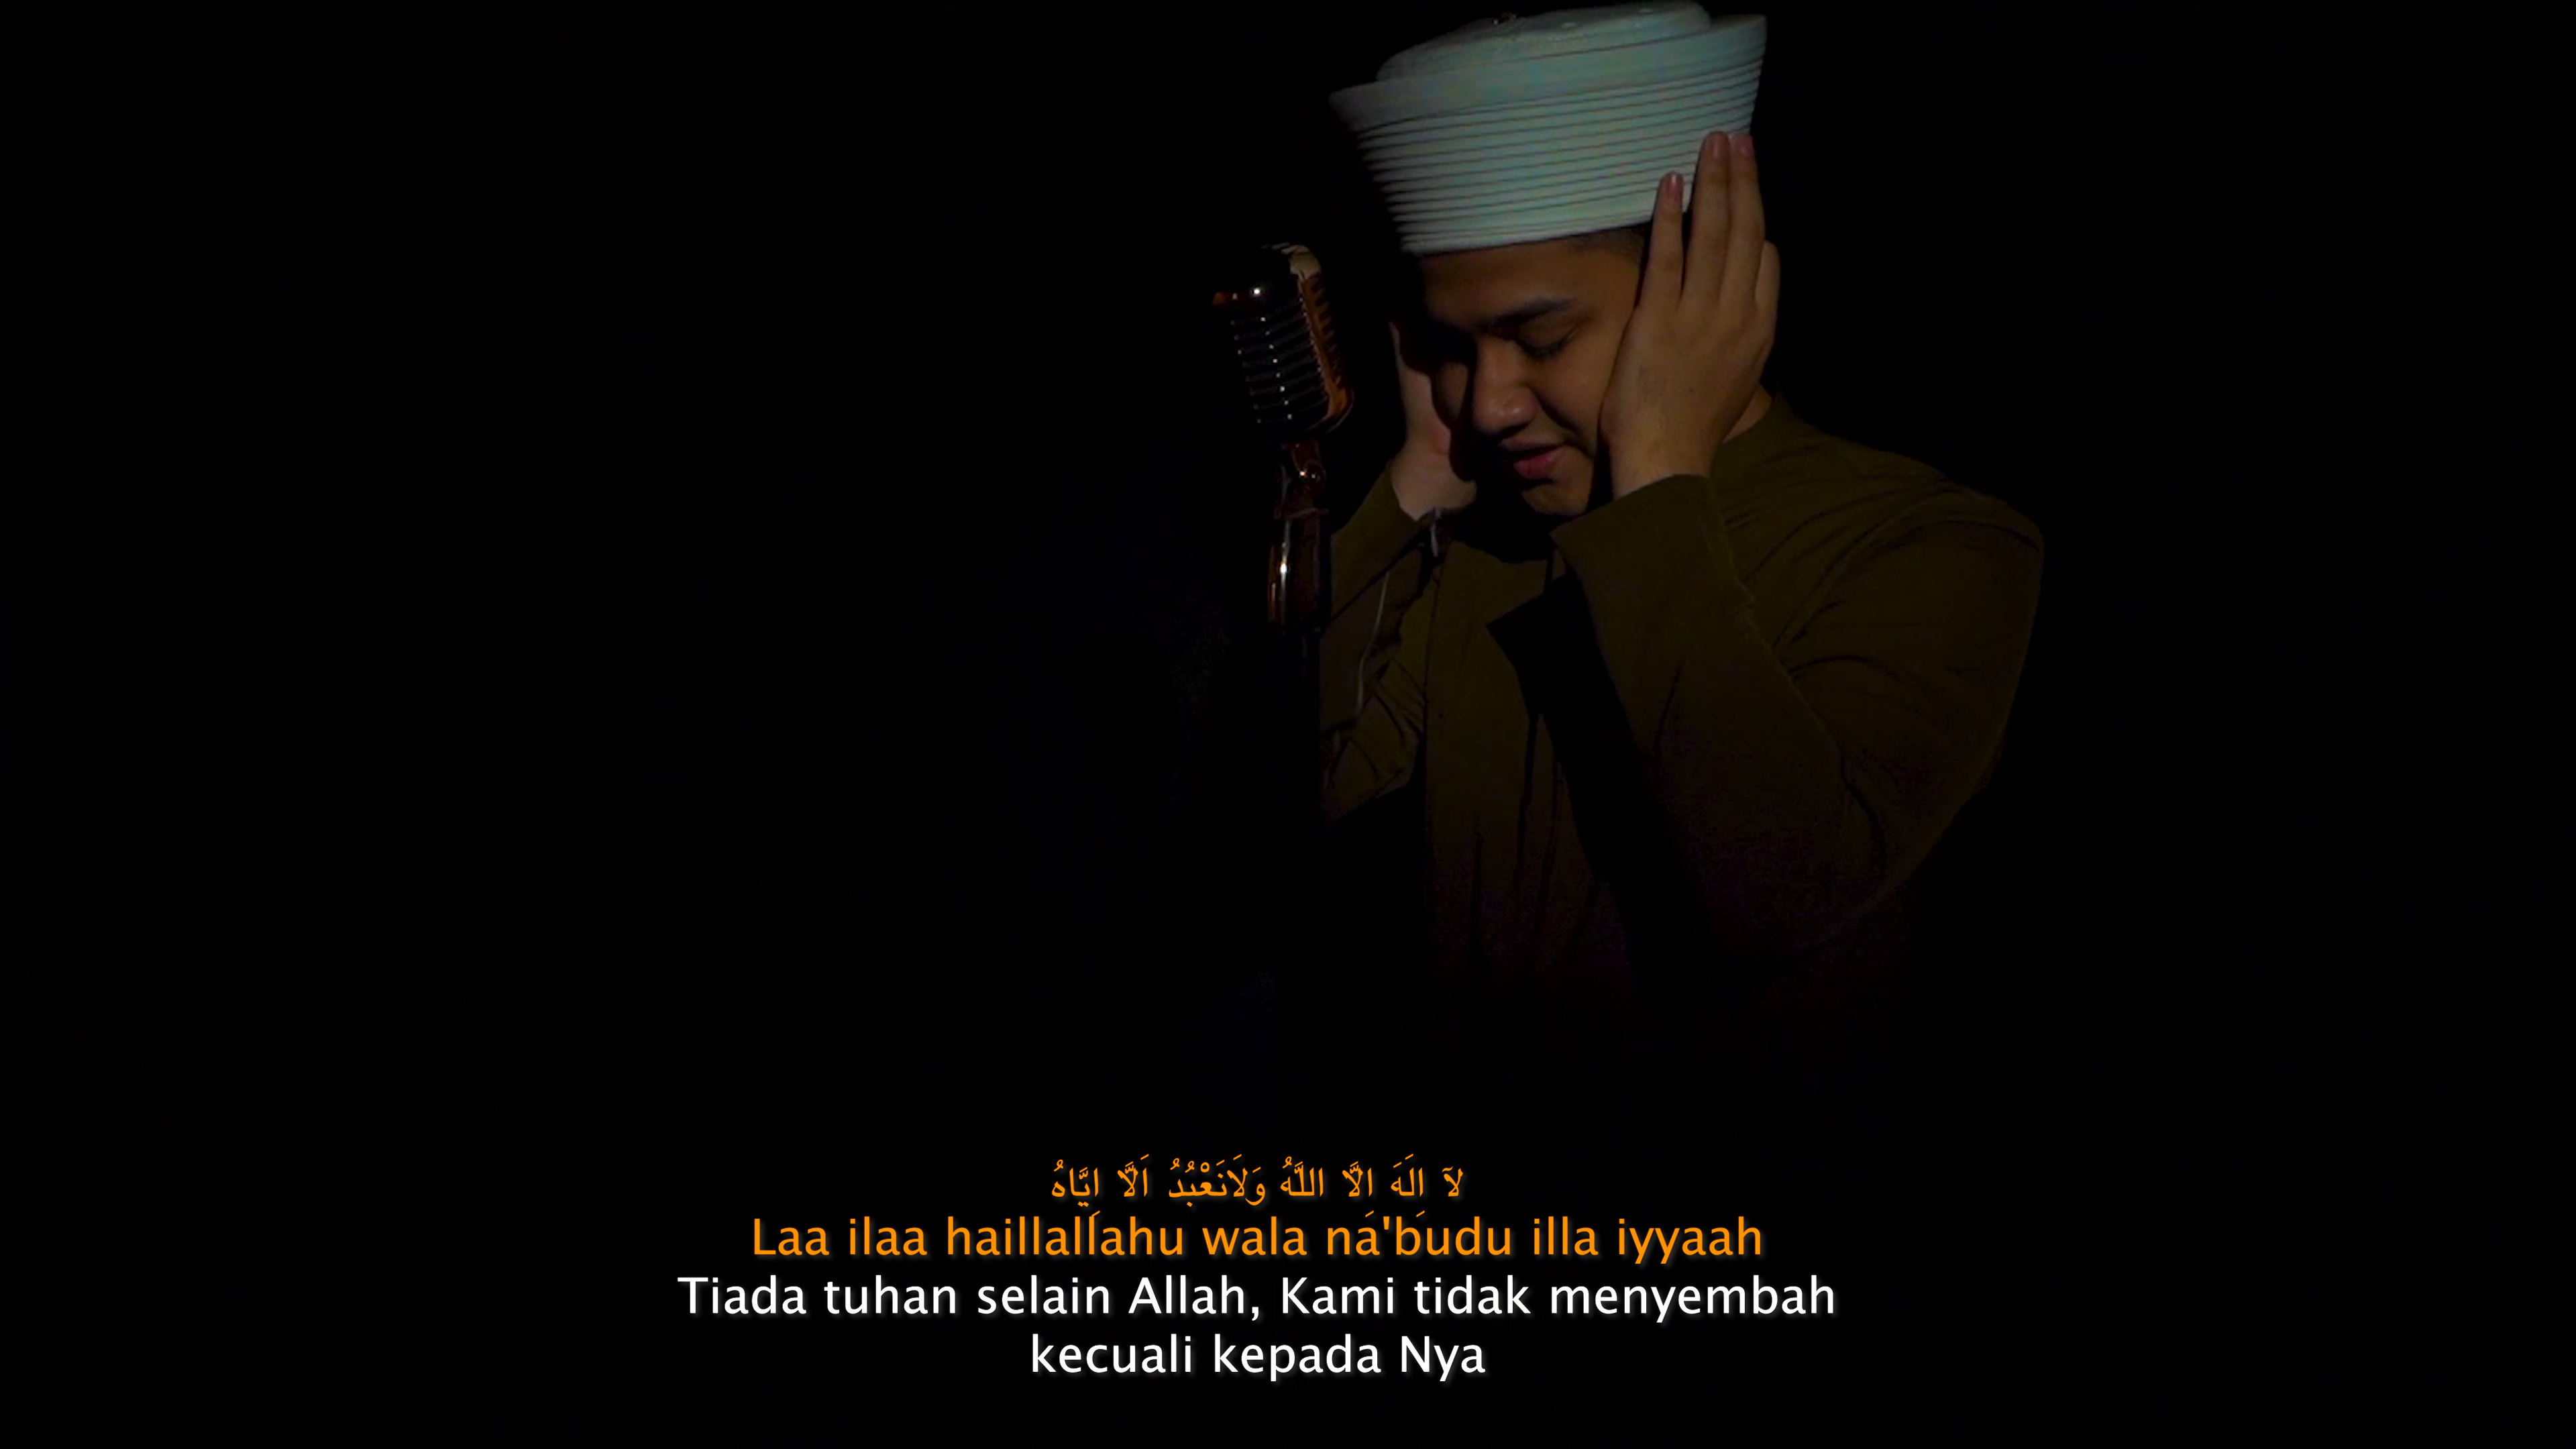 لَآ اِلَهَ اِلَّا اللَّهُ وَلَانَعْبُدُ اَلَّا اِيَّاهُ
Laa ilaa haillallahu wala na'budu illa iyyaah
Tiada tuhan selain Allah, Kami tidak menyembah
kecuali kepada Nya